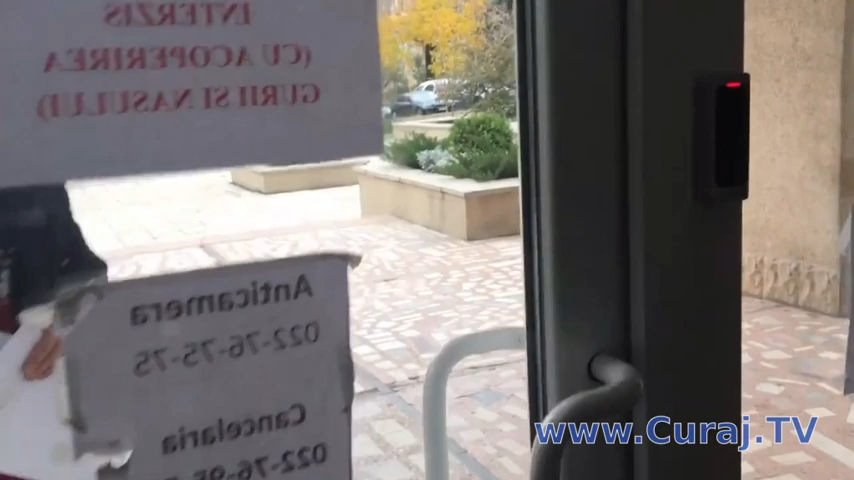 INTERZIS
(CU ACOPERIREA
GURII SI NASULUI)
Anticamera
022-76-75-75
Cancelaria
www.Curaj.TV